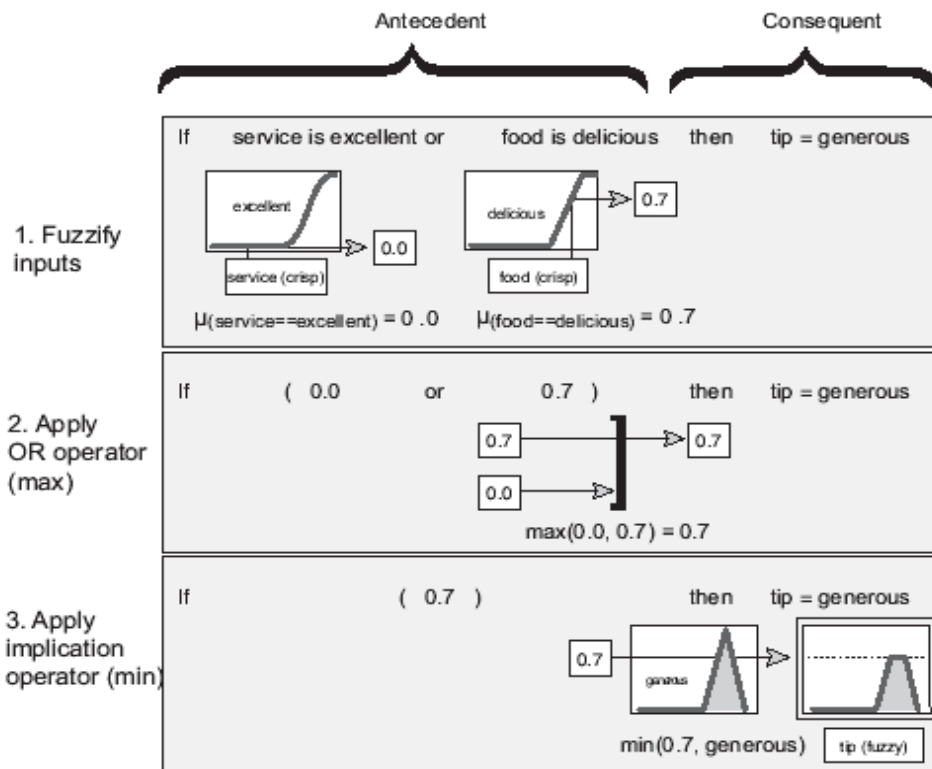 Antecedent Consequent
If service is excellent or food is delicious then tip = generous
1. Fuzzify
inputs
excellent
0.0
service (crisp)
delicious
0.7
food (crisp)
μ(service==excellent) = 0 .0 μ(food==delicious) = 0 .7
2. Apply
OR operator
(max)
If ( 0.0 or 0.7 ) then tip = generous
0.7 0.7
0.0
max(0.0, 0.7) = 0.7
3. Apply
implication
operator (min)
If ( 0.7 ) then tip = generous
0.7
generous
min(0.7, generous) tip (fuzzy)